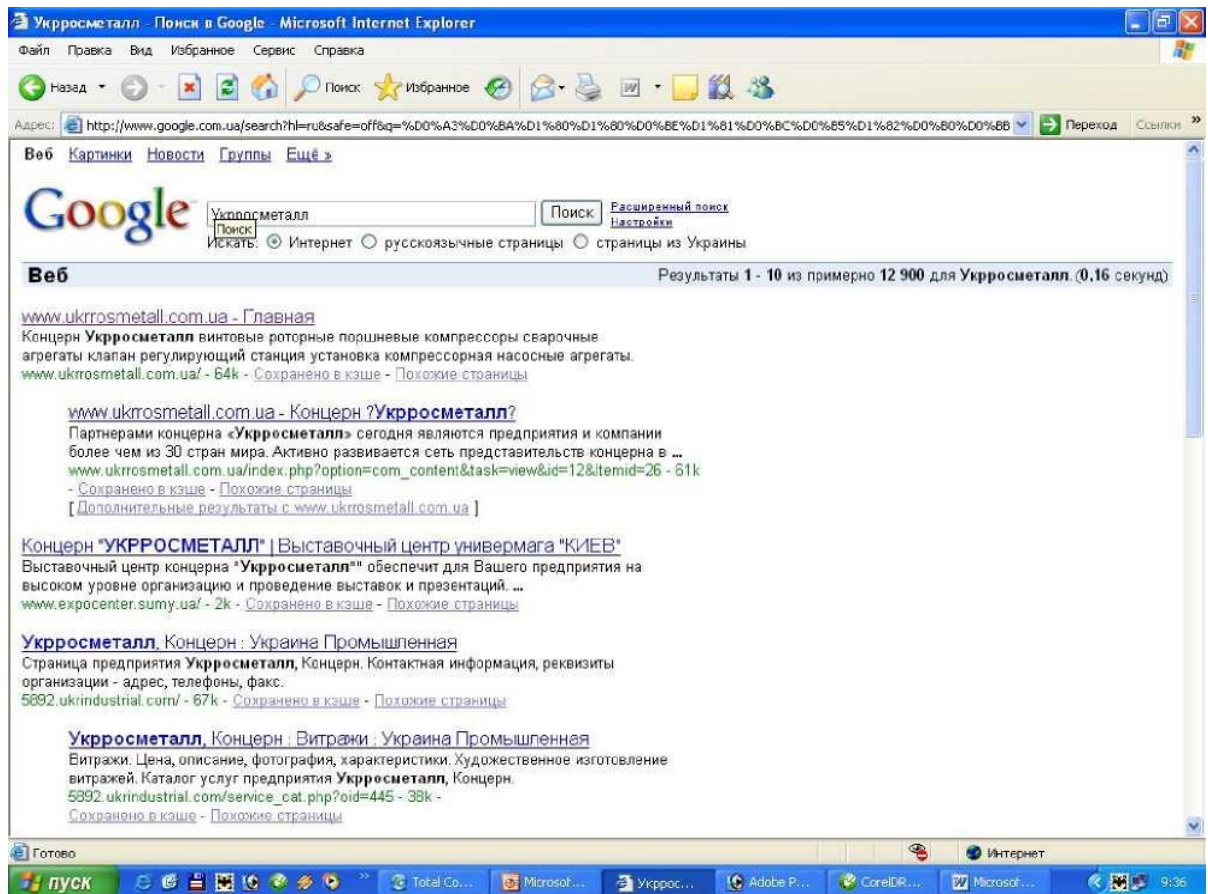 Укрросметалл - Поиск в Google - Microsoft Internet Explorer
Файл Правка Вид Избранное Сервис Справка
Назад Поиск Избранное
Адрес: http://www.google.com.ua/search?hl=ru&safe=off&q=%D0%A3%D0%BA%D1%80%D1%80%D0%BE%D1%81%D0%BC%D0%B5%D1%82%D0%B0%D0%BB Переход Ссылки »
Веб Картинки Новости Группы Ещё »
Google Укрросметалл Поиск Расширенный поиск
Настройки
Поиск
Искать: Интернет русскоязычные страницы страницы из Украины
Веб Результаты 1 - 10 из примерно 12 900 для Укрросметалл. (0,16 секунд)
www.ukrrosmetall.com.ua - Главная
Концерн Укрросметалл винтовые роторные поршневые компрессоры сварочные
агрегаты клапан регулирующий станция установка компрессорная насосные агрегаты.
www.ukrrosmetall.com.ua/ - 64k - Сохранено в кэше - Похожие страницы
www.ukrrosmetall.com.ua - Концерн ?Укрросметалл?
Партнерами концерна «Укрросметалл» сегодня являются предприятия и компании
более чем из 30 стран мира. Активно развивается сеть представительств концерна в ...
www.ukrrosmetall.com.ua/index.php?option=com_content&task=view&id=12&Itemid=26 - 61k
- Сохранено в кэше - Похожие страницы
[ Дополнительные результаты с www.ukrrosmetall.com.ua ]
Концерн "УКРРОСМЕТАЛЛ" | Выставочный центр универмага "КИЕВ"
Выставочный центр концерна "Укрросметалл"" обеспечит для Вашего предприятия на
высоком уровне организацию и проведение выставок и презентаций. ...
www.expocenter.sumy.ua/ - 2k - Сохранено в кэше - Похожие страницы
Укрросметалл, Концерн : Украина Промышленная
Страница предприятия Укрросметалл, Концерн. Контактная информация, реквизиты
организации - адрес, телефоны, факс.
5892.ukrindustrial.com/ - 67k - Сохранено в кэше - Похожие страницы
Укрросметалл, Концерн : Витражи : Украина Промышленная
Витражи. Цена, описание, фотография, характеристики. Художественное изготовление
витражей. Каталог услуг предприятия Укрросметалл, Концерн.
5892.ukrindustrial.com/service_cat.php?oid=445 - 38k -
Сохранено в кэше - Похожие страницы
Готово Интернет
пуск » Total Co... Microsof... Укррос... Adobe P... CorelDR... Microsof... 9:36